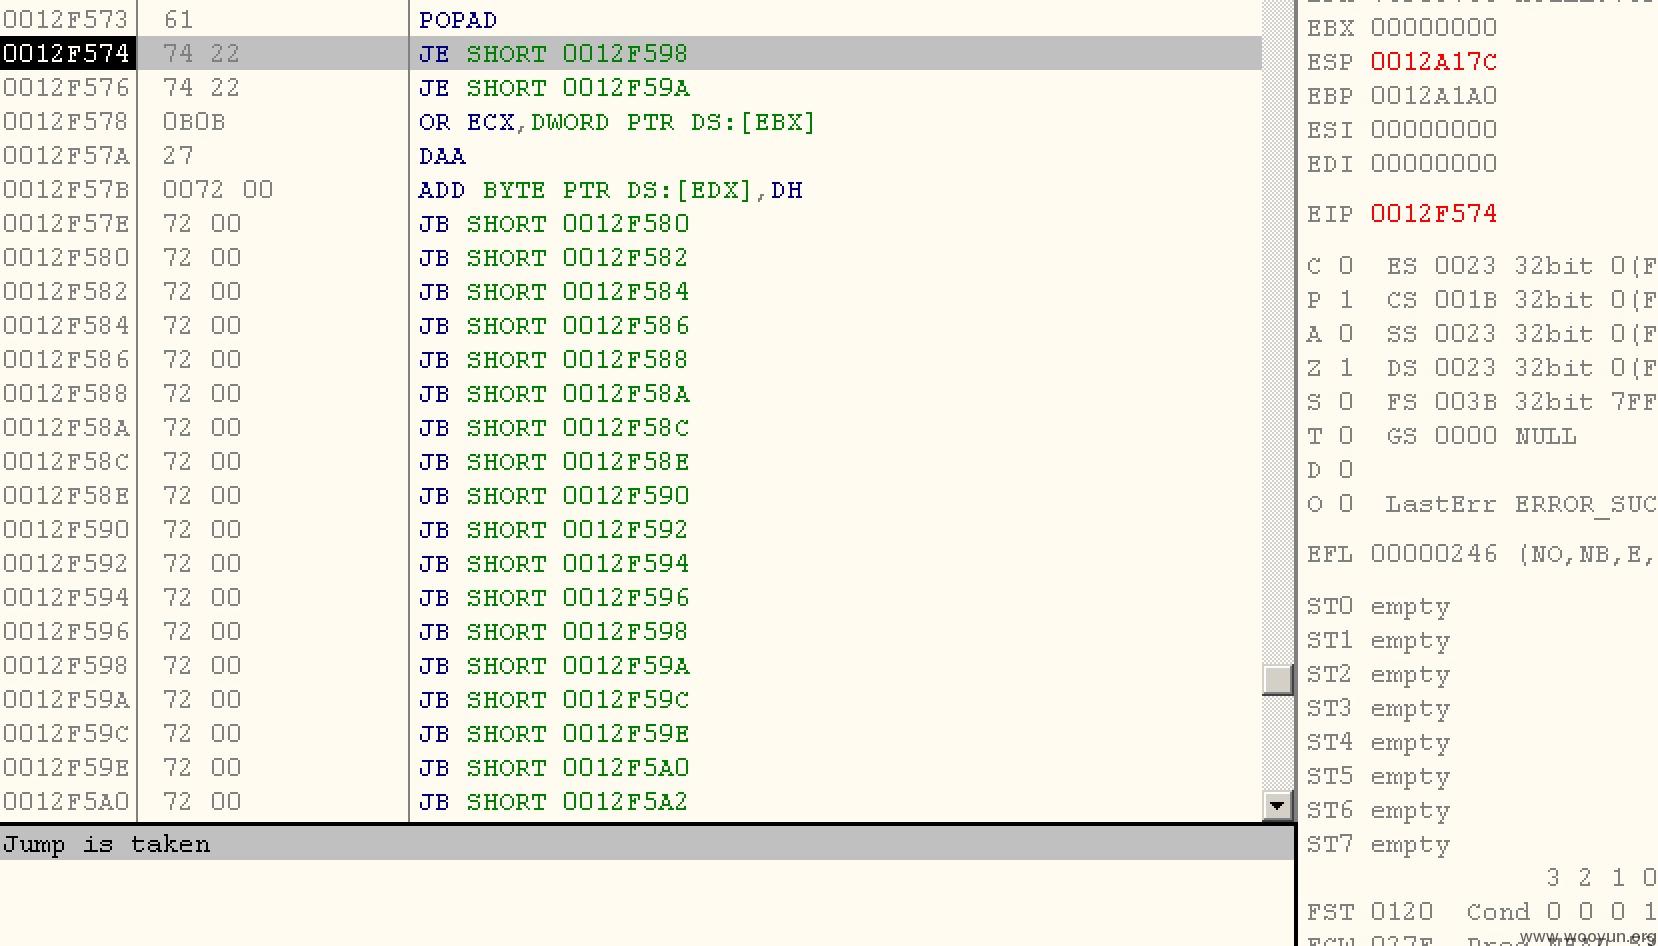 0012F573 61 POPAD
0012F574 74 22 JE SHORT 0012F598
0012F576 74 22 JE SHORT 0012F59A
0012F578 0B0B OR ECX,DWORD PTR DS:[EBX]
0012F57A 27 DAA
0012F57B 0072 00 ADD BYTE PTR DS:[EDX],DH
0012F57E 72 00 JB SHORT 0012F580
0012F580 72 00 JB SHORT 0012F582
0012F582 72 00 JB SHORT 0012F584
0012F584 72 00 JB SHORT 0012F586
0012F586 72 00 JB SHORT 0012F588
0012F588 72 00 JB SHORT 0012F58A
0012F58A 72 00 JB SHORT 0012F58C
0012F58C 72 00 JB SHORT 0012F58E
0012F58E 72 00 JB SHORT 0012F590
0012F590 72 00 JB SHORT 0012F592
0012F592 72 00 JB SHORT 0012F594
0012F594 72 00 JB SHORT 0012F596
0012F596 72 00 JB SHORT 0012F598
0012F598 72 00 JB SHORT 0012F59A
0012F59A 72 00 JB SHORT 0012F59C
0012F59C 72 00 JB SHORT 0012F59E
0012F59E 72 00 JB SHORT 0012F5A0
0012F5A0 72 00 JB SHORT 0012F5A2
Jump is taken
EBX 00000000
ESP 0012A17C
EBP 0012A1A0
ESI 00000000
EDI 00000000
EIP 0012F574
C 0 ES 0023 32bit 0(F
P 1 CS 001B 32bit 0(F
A 0 SS 0023 32bit 0(F
Z 1 DS 0023 32bit 0(F
S 0 FS 003B 32bit 7FF
T 0 GS 0000 NULL
D 0
O 0 LastErr ERROR_SUC
EFL 00000246 (NO,NB,E,
ST0 empty
ST1 empty
ST2 empty
ST3 empty
ST4 empty
ST5 empty
ST6 empty
ST7 empty
3 2 1 0
FST 0120 Cond 0 0 0 1
www.wooyun.org